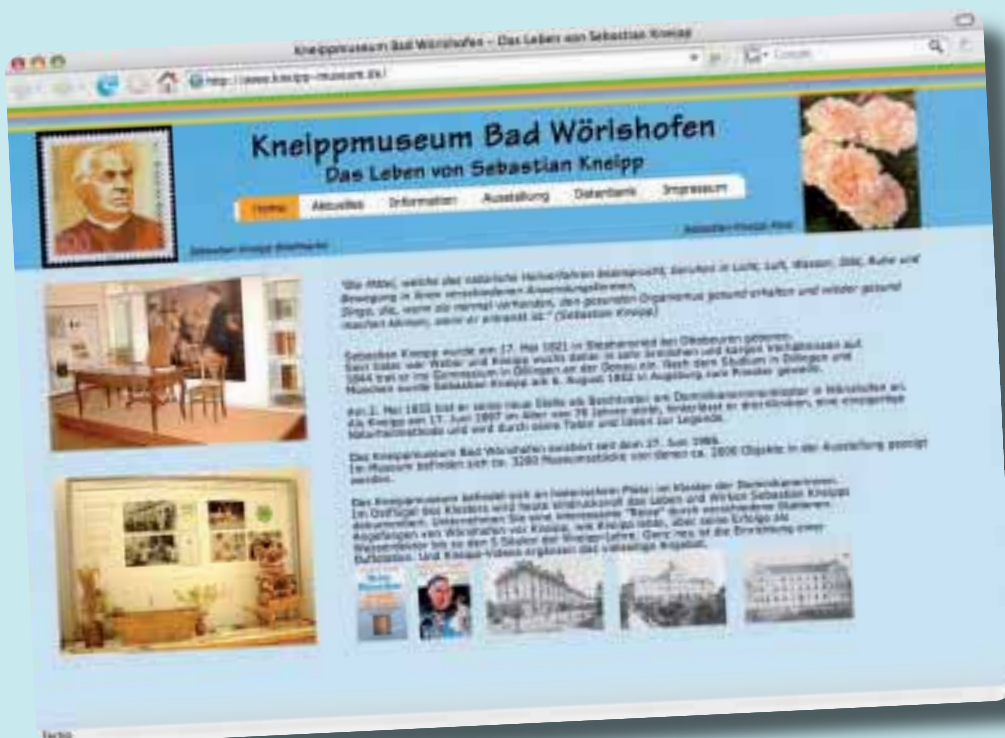 Kneippmuseum Bad Wörishofen - Das Leben von Sebastian Kneipp
http://www.kneipp-museum.de/
Google
Kneippmuseum Bad Wörishofen
Das Leben von Sebastian Kneipp
Home Aktuelles Information Ausstellung Datenbank Impressum
Sebastian-Kneipp-Briefmarke
Sebastian-Kneipp-Rose
"Die Mittel, welche das natürliche Heilverfahren beansprucht, beruhen in Licht, Luft, Wasser, Diät, Ruhe und
Bewegung in ihren verschiedenen Anwendungsformen,
Dinge, die, wenn sie normal vorhanden, den gesunden Organismus gesund erhalten und wieder gesund
machen können, wenn er erkrankt ist." (Sebastian Kneipp)
Sebastian Kneipp wurde am 17. Mai 1821 in Stephansried bei Ottobeuren geboren.
Sein Vater war Weber und Kneipp wuchs daher in sehr ärmlichen und kargen Verhältnissen auf.
1844 trat er ins Gymnasium in Dillingen an der Donau ein. Nach dem Studium in Dillingen und
München wurde Sebastian Kneipp am 6. August 1852 in Augsburg zum Priester geweiht.
Am 2. Mai 1855 trat er seine neue Stelle als Beichtvater am Dominikanerinnenkloster in Wörishofen an.
Als Kneipp am 17. Juni 1897 im Alter von 76 Jahren stirbt, hinterlässt er drei Kliniken, eine einzigartige
Naturheilmethode und wird durch seine Taten und Ideen zur Legende.
Das Kneippmuseum Bad Wörishofen existiert seit dem 27. Juni 1986.
Im Museum befinden sich ca. 3200 Museumsstücke von denen ca. 1600 Objekte in der Ausstellung gezeigt
werden.
Das Kneippmuseum befindet sich an historischem Platz: im Kloster der Dominikanerinnen.
Im Ostflügel des Klosters wird heute eindrucksvoll das Leben und Wirken Sebastian Kneipps
dokumentiert. Unternehmen Sie eine interessante "Reise" durch verschiedene Stationen:
Angefangen von Wörishofen vor Kneipp, wie Kneipp lebte, über seine Erfolge als
Wasserdoktor bis zu den 5 Säulen der Kneipp-Lehre. Ganz neu ist die Einrichtung einer
Und Kneipp-Videos ergänzen das vielseitige Angebot.
Fertig